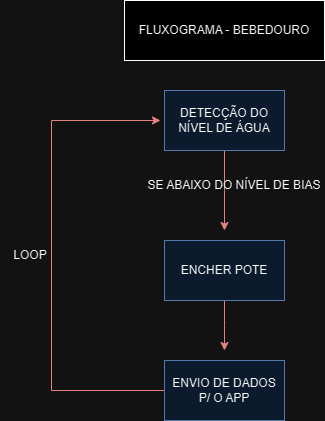 FLUXOGRAMA - BEBEDOURO
DETECÇÃO DO
NÍVEL DE ÁGUA
SE ABAIXO DO NÍVEL DE BIAS
LOOP
ENCHER POTE
ENVIO DE DADOS
P/ O APP